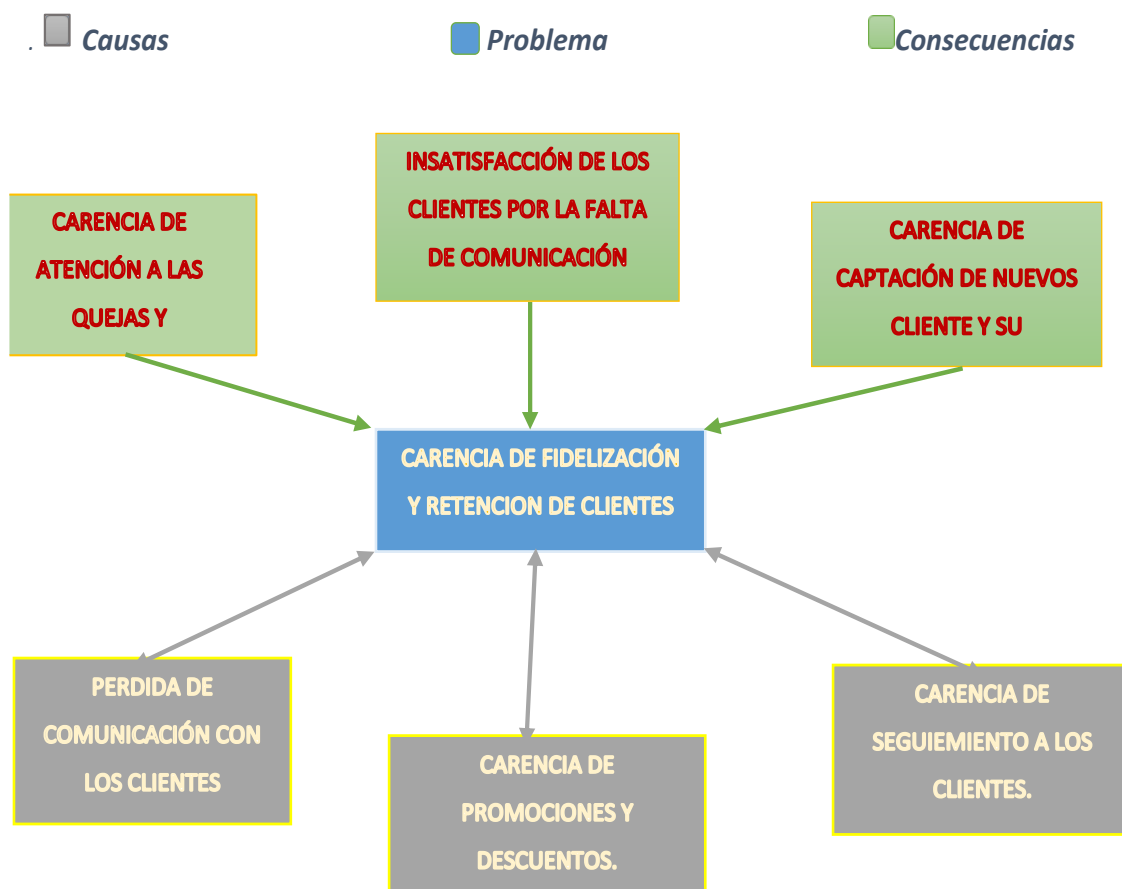 . Causas
Problema
Consecuencias
INSATISFACCIÓN DE LOS
CLIENTES POR LA FALTA
DE COMUNICACIÓN
CARENCIA DE
ATENCIÓN A LAS
QUEJAS Y
CARENCIA DE
CAPTACIÓN DE NUEVOS
CLIENTE Y SU
CARENCIA DE FIDELIZACIÓN
Y RETENCION DE CLIENTES
PERDIDA DE
COMUNICACIÓN CON
LOS CLIENTES
CARENCIA DE
PROMOCIONES Y
DESCUENTOS.
CARENCIA DE
SEGUIEMIENTO A LOS
CLIENTES.